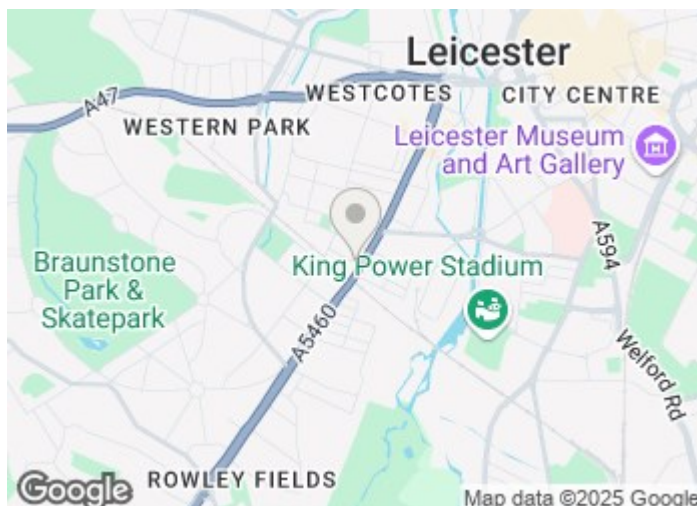 Leicester
A47
WESTCOTES
CITY CENTRE
WESTERN PARK
Leicester Museum
and Art Gallery
A594
Braunstone
Park &
Skatepark
King Power Stadium
A5460
Welford Rd
ROWLEY FIELDS
Google
Map data ©2025 Google